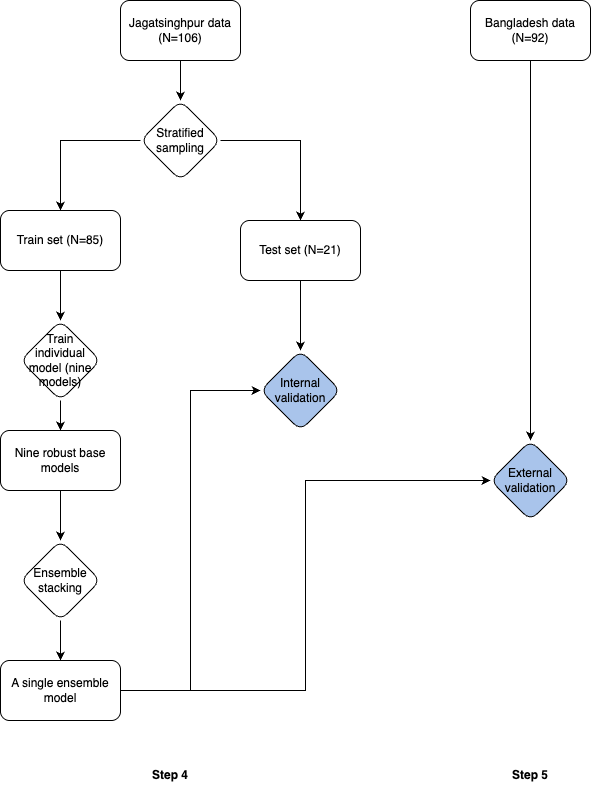 Jagatsinghpur data
(N=106)
Bangladesh data
(N=92)
Stratified
sampling
Train set (N=85)
Test set (N=21)
Train
individual
model (nine
models)
Internal
validation
Nine robust base
models
External
validation
Ensemble
stacking
A single ensemble
model
Step 4
Step 5